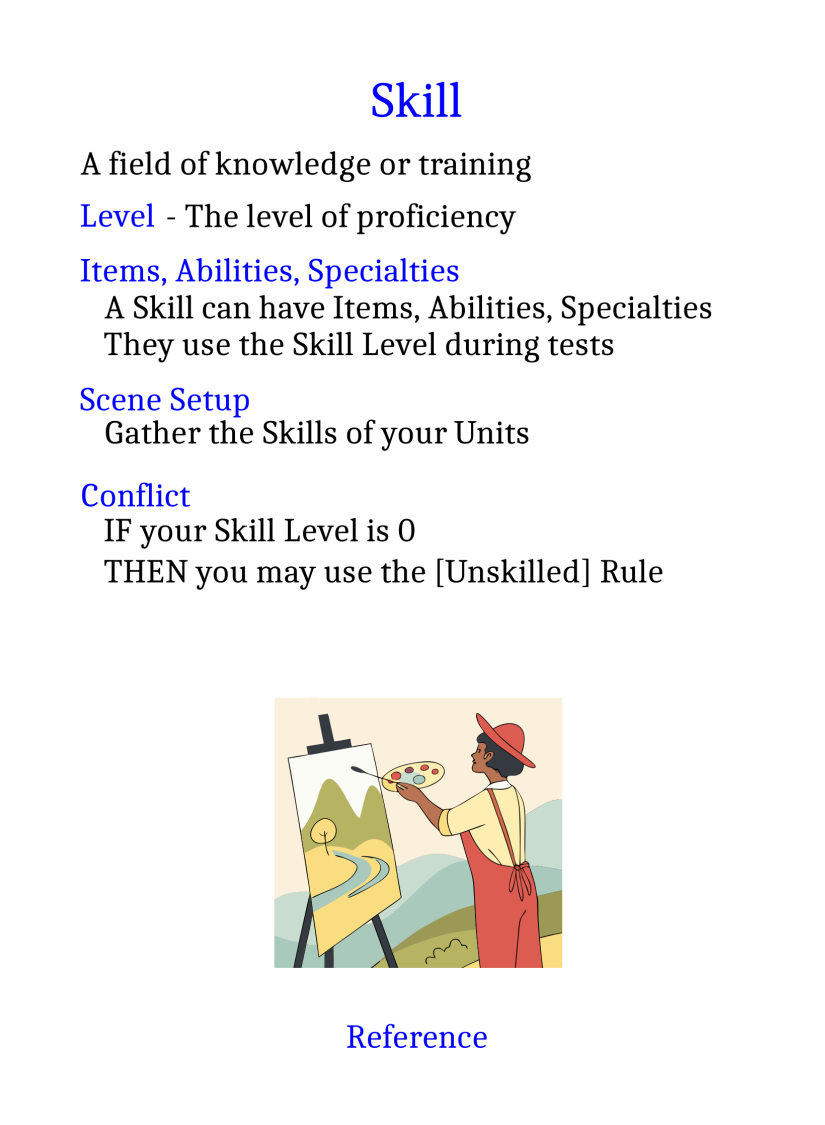 Skill
A field of knowledge or training
Level - The level of proficiency
Items, Abilities, Specialties
A Skill can have Items, Abilities, Specialties
They use the Skill Level during tests
Scene Setup
Gather the Skills of your Units
Conflict
IF your Skill Level is 0
THEN you may use the [Unskilled] Rule
Reference